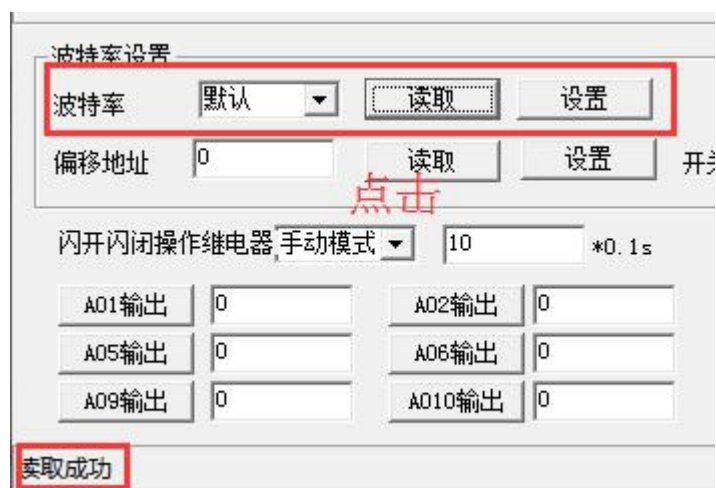 波特率设置
波特率 默认 读取 设置
偏移地址 0 读取 设置 开关
点击
闪开闪闭操作继电器 手动模式 10 *0.1s
A01输出 0 A02输出 0
A05输出 0 A06输出 0
A09输出 0 A010输出 0
读取成功